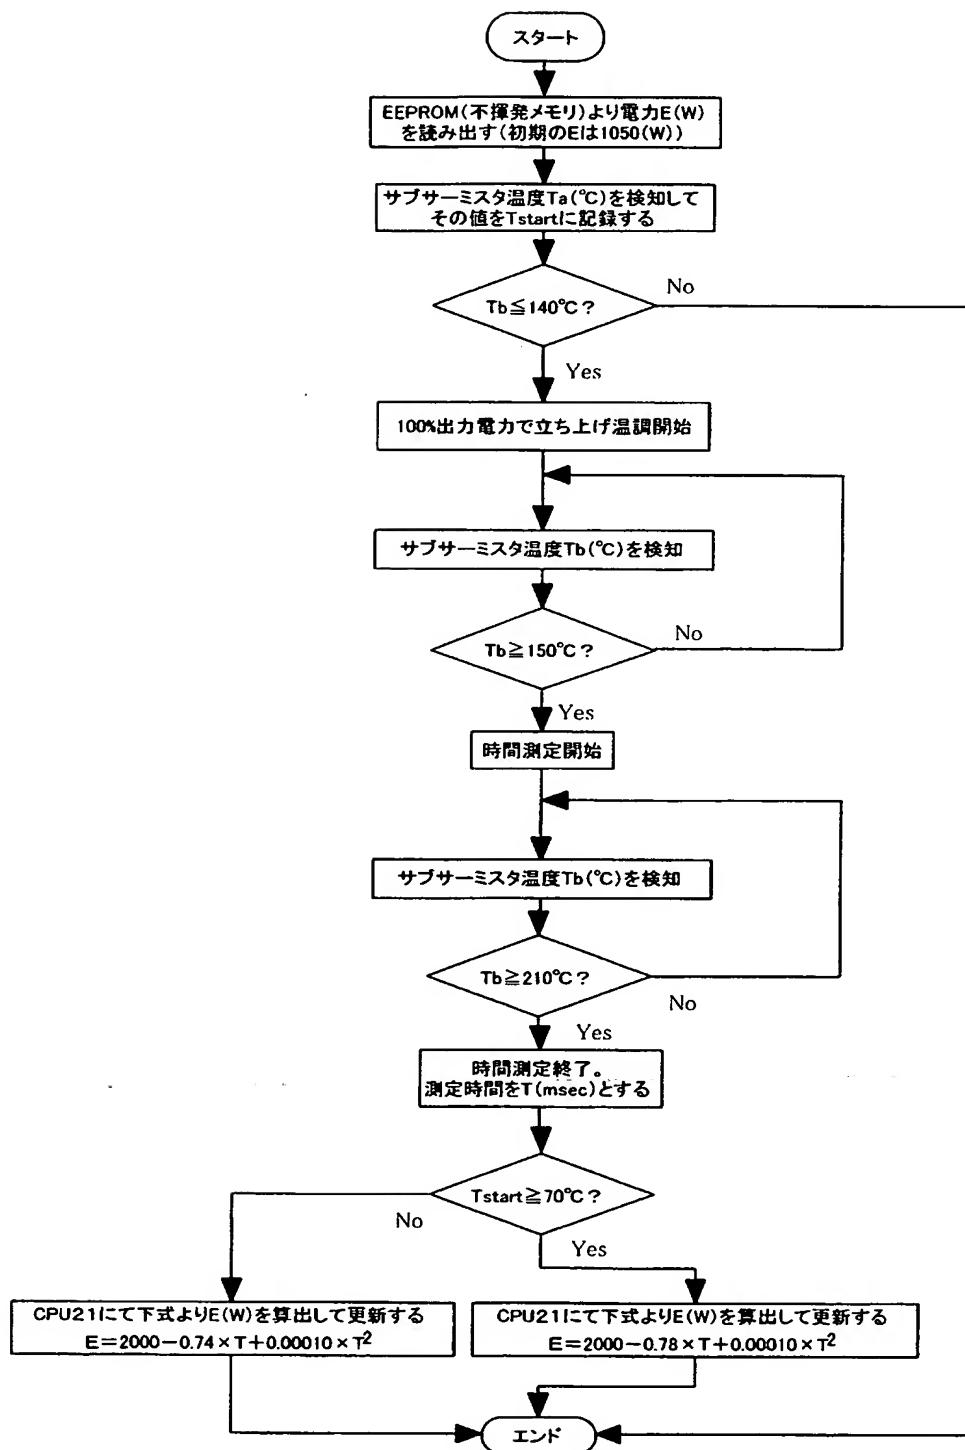 スタート
EEPROM(不揮発メモリ)より電力E(W)
を読み出す(初期のEは1050(W))
サブサーミスタ温度Ta(℃)を検知して
その値をTstartに記録する
Tb≦140℃?
No
Yes
100%出力電力で立ち上げ温調開始
サブサーミスタ温度Tb(℃)を検知
Tb≧150℃?
No
Yes
時間測定開始
サブサーミスタ温度Tb(℃)を検知
Tb≧210℃?
No
Yes
時間測定終了。
測定時間をT(msec)とする
Tstart≧70℃?
No
Yes
CPU21にて下式よりE(W)を算出して更新する
E=2000-0.74×T+0.00010×T²
CPU21にて下式よりE(W)を算出して更新する
E=2000-0.78×T+0.00010×T²
エンド